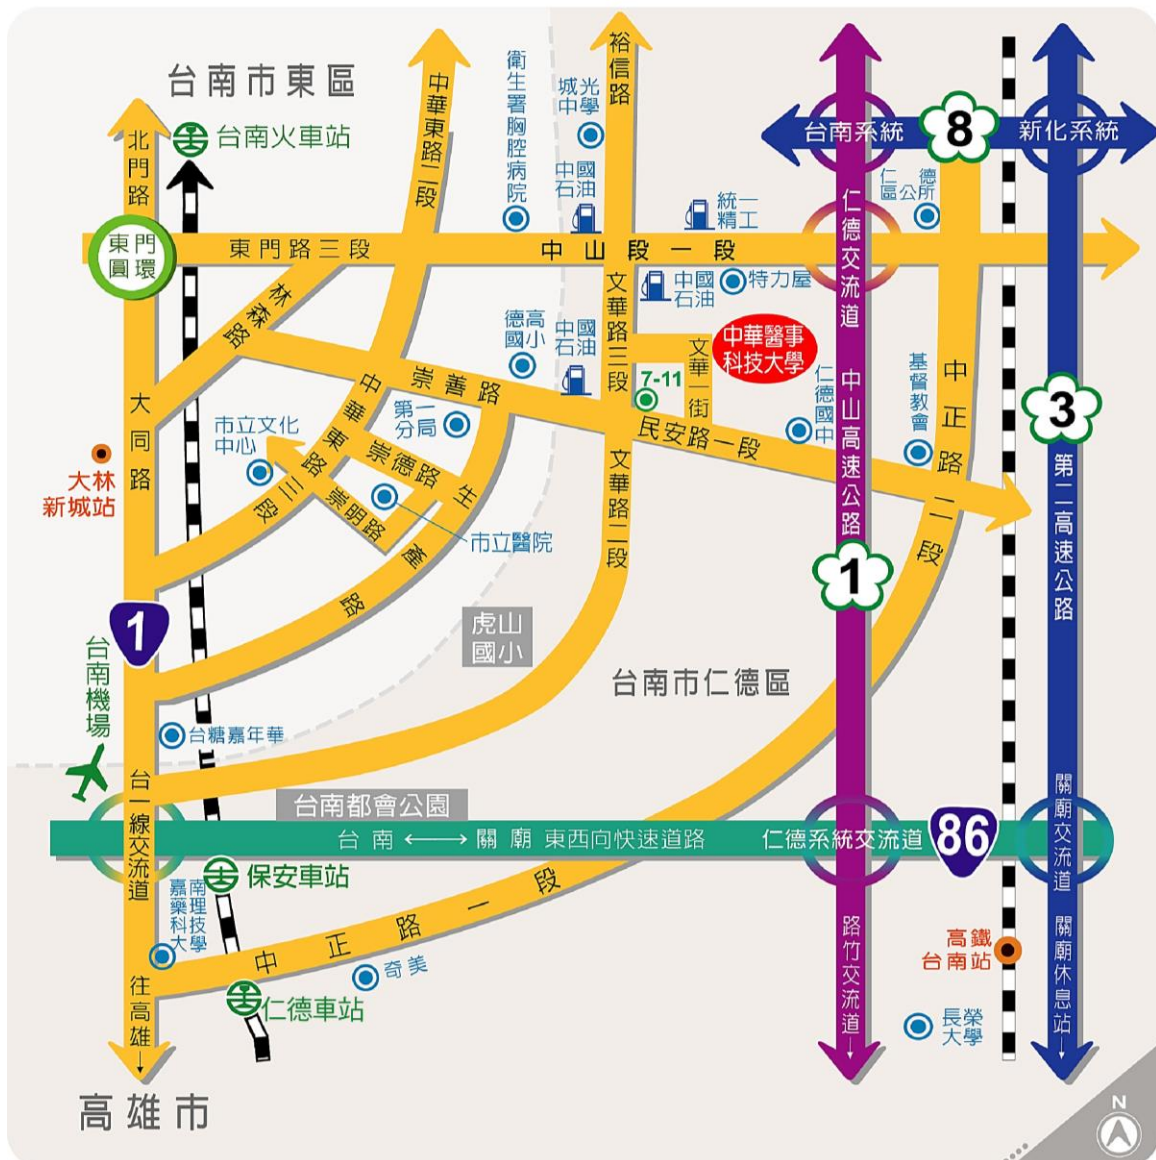 台南市東區
北門路
台南火車站
中華東路二段
衛生署胸腔病院
城光
中學
裕信路
中國
石油
統一
精工
台南系統
8
新化系統
仁德
區公所
東門
圓環
東門路三段
中山段一段
仁德交流道
中國
石油
特力屋
林森路
德高
國小
中國
石油
文華路三段
文華一街
中華醫事
科技大學
7-11
崇善路
民安路一段
仁德國中
基督教會
中正路二段
中山高速公路
1
3
第二高速公路
大同路
大林
新城站
市立文化
中心
中華東路三段
第一
分局
崇德路
崇明路
市立醫院
生產路
文華路二段
1
台南機場
虎山
國小
台南市仁德區
台糖嘉年華
台一線交流道
台南都會公園
台南 ←→ 關廟 東西向快速道路
仁德系統交流道
86
關廟交流道
保安車站
嘉南
藥理
科技
大學
中正路一段
奇美
仁德車站
往高雄↓
路竹交流道↓
高鐵
台南站
長榮
大學
關廟休息站↓
高雄市
N